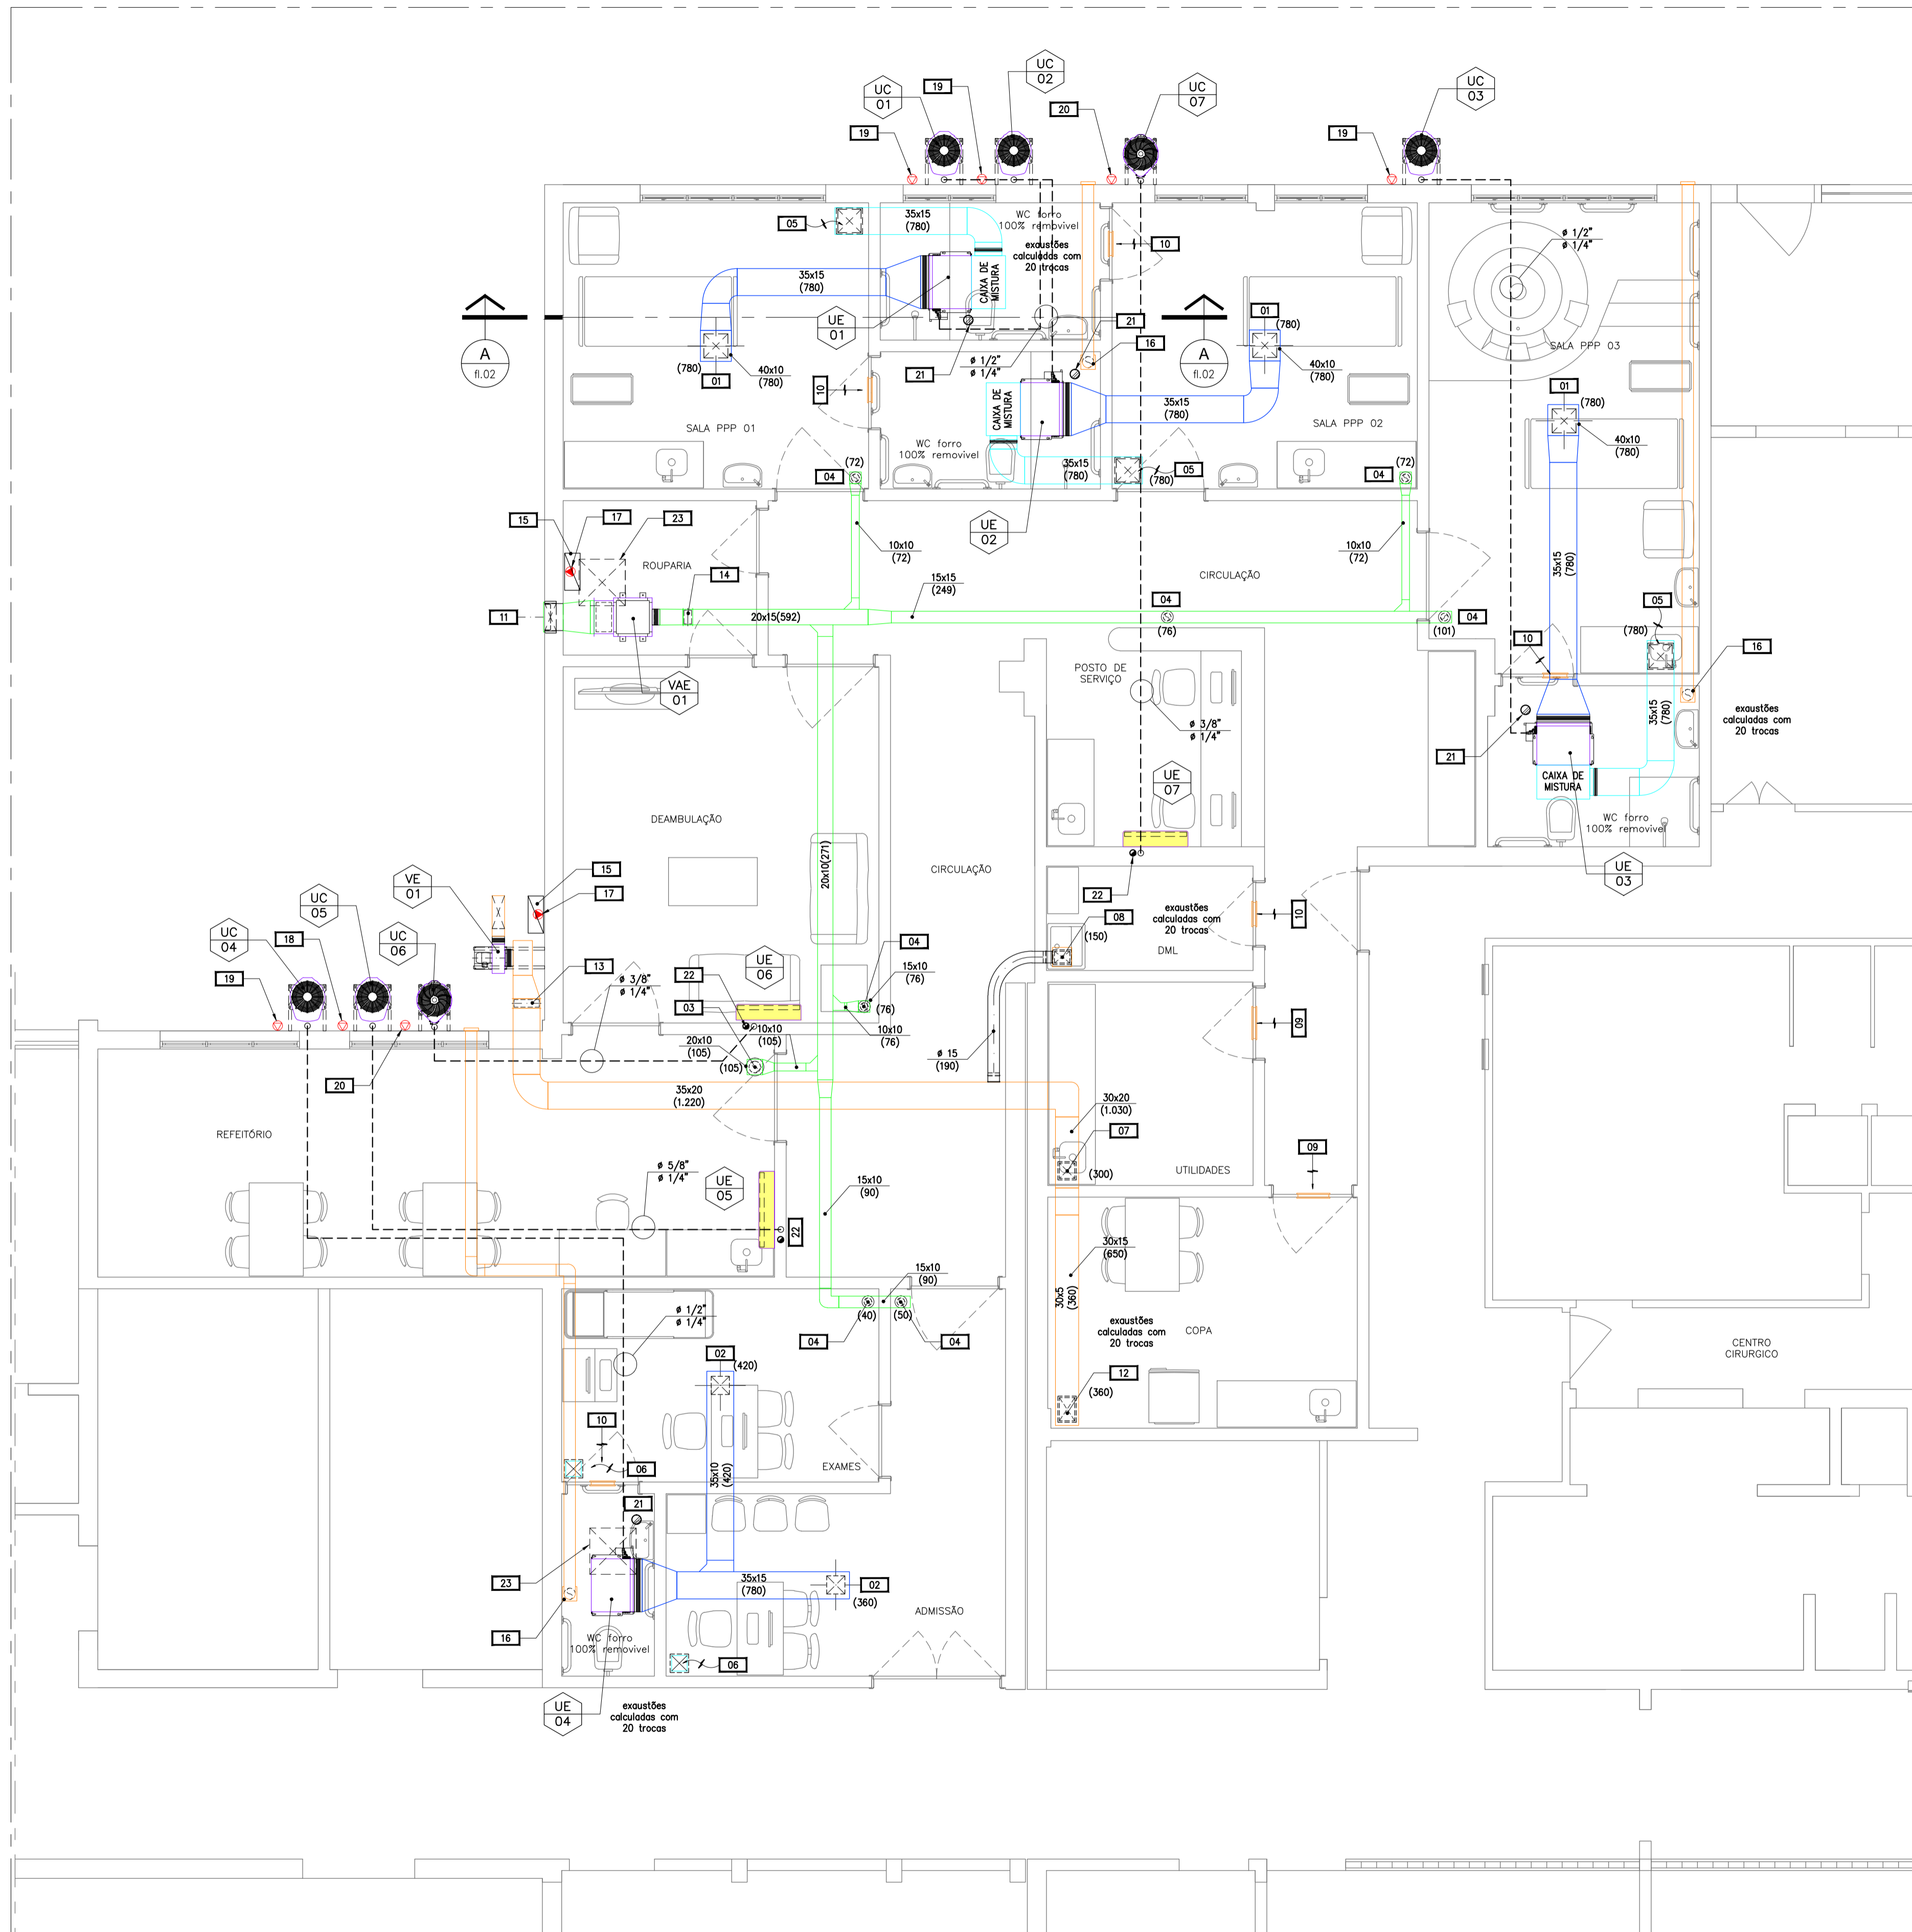 UC
01
19
UC
02
20
UC
07
UC
03
19
19
05
35x15
(780)
WC forro
100% removivel
exaustões
calculadas com
20 trocas
10
ø 1/2"
ø 1/4"
35x15
(780)
CAIXA DE
MISTURA
UE
01
A
fl.02
21
A
fl.02
01
(780)
16
21
ø 1/2"
ø 1/4"
40x10
(780)
(780)
01
40x10
(780)
10
SALA PPP 03
01
(780)
CAIXA DE
MISTURA
35x15
(780)
40x10
(780)
SALA PPP 01
SALA PPP 02
WC forro
100% removivel
35x15
(780)
05
(780)
04
(72)
04
(72)
15
17
23
UE
02
10x10
(72)
10x10
(72)
35x15
(780)
ROUPARIA
14
CIRCULAÇÃO
15x15
(249)
04
(76)
05
(780)
11
20x15(592)
04
(101)
10
16
POSTO DE
SERVIÇO
VAE
01
ø 3/8"
ø 1/4"
35x15
(780)
exaustões
calculadas com
20 trocas
21
UE
07
CAIXA DE
MISTURA
DEAMBULAÇÃO
WC forro
100% removivel
20x10(271)
CIRCULAÇÃO
UE
03
15
17
VE
01
22
UC
05
UC
04
18
UC
06
exaustões
calculadas com
20 trocas
08
(150)
10
04
DML
UE
06
22
15x10
(76)
13
ø 3/8"
ø 1/4"
19
03
(76)
10x10
(76)
10x10
(105)
20x10
(105)
(105)
09
ø 15
(190)
20
35x20
(1.220)
30x20
(1.030)
07
REFEITÓRIO
(300)
UTILIDADES
09
ø 5/8"
ø 1/4"
UE
05
15x10
(90)
22
30x15
(650)
15x10
(90)
30x5
(360)
ø 1/2"
ø 1/4"
(40)
(50)
04
04
exaustões
calculadas com
20 trocas
COPA
CENTRO
CIRURGICO
02
(420)
12
(360)
10
06
EXAMES
35x10
(420)
21
23
35x15
(780)
02
(360)
ADMISSÃO
16
WC forro
100% removivel
06
UE
04
exaustões
calculadas com
20 trocas